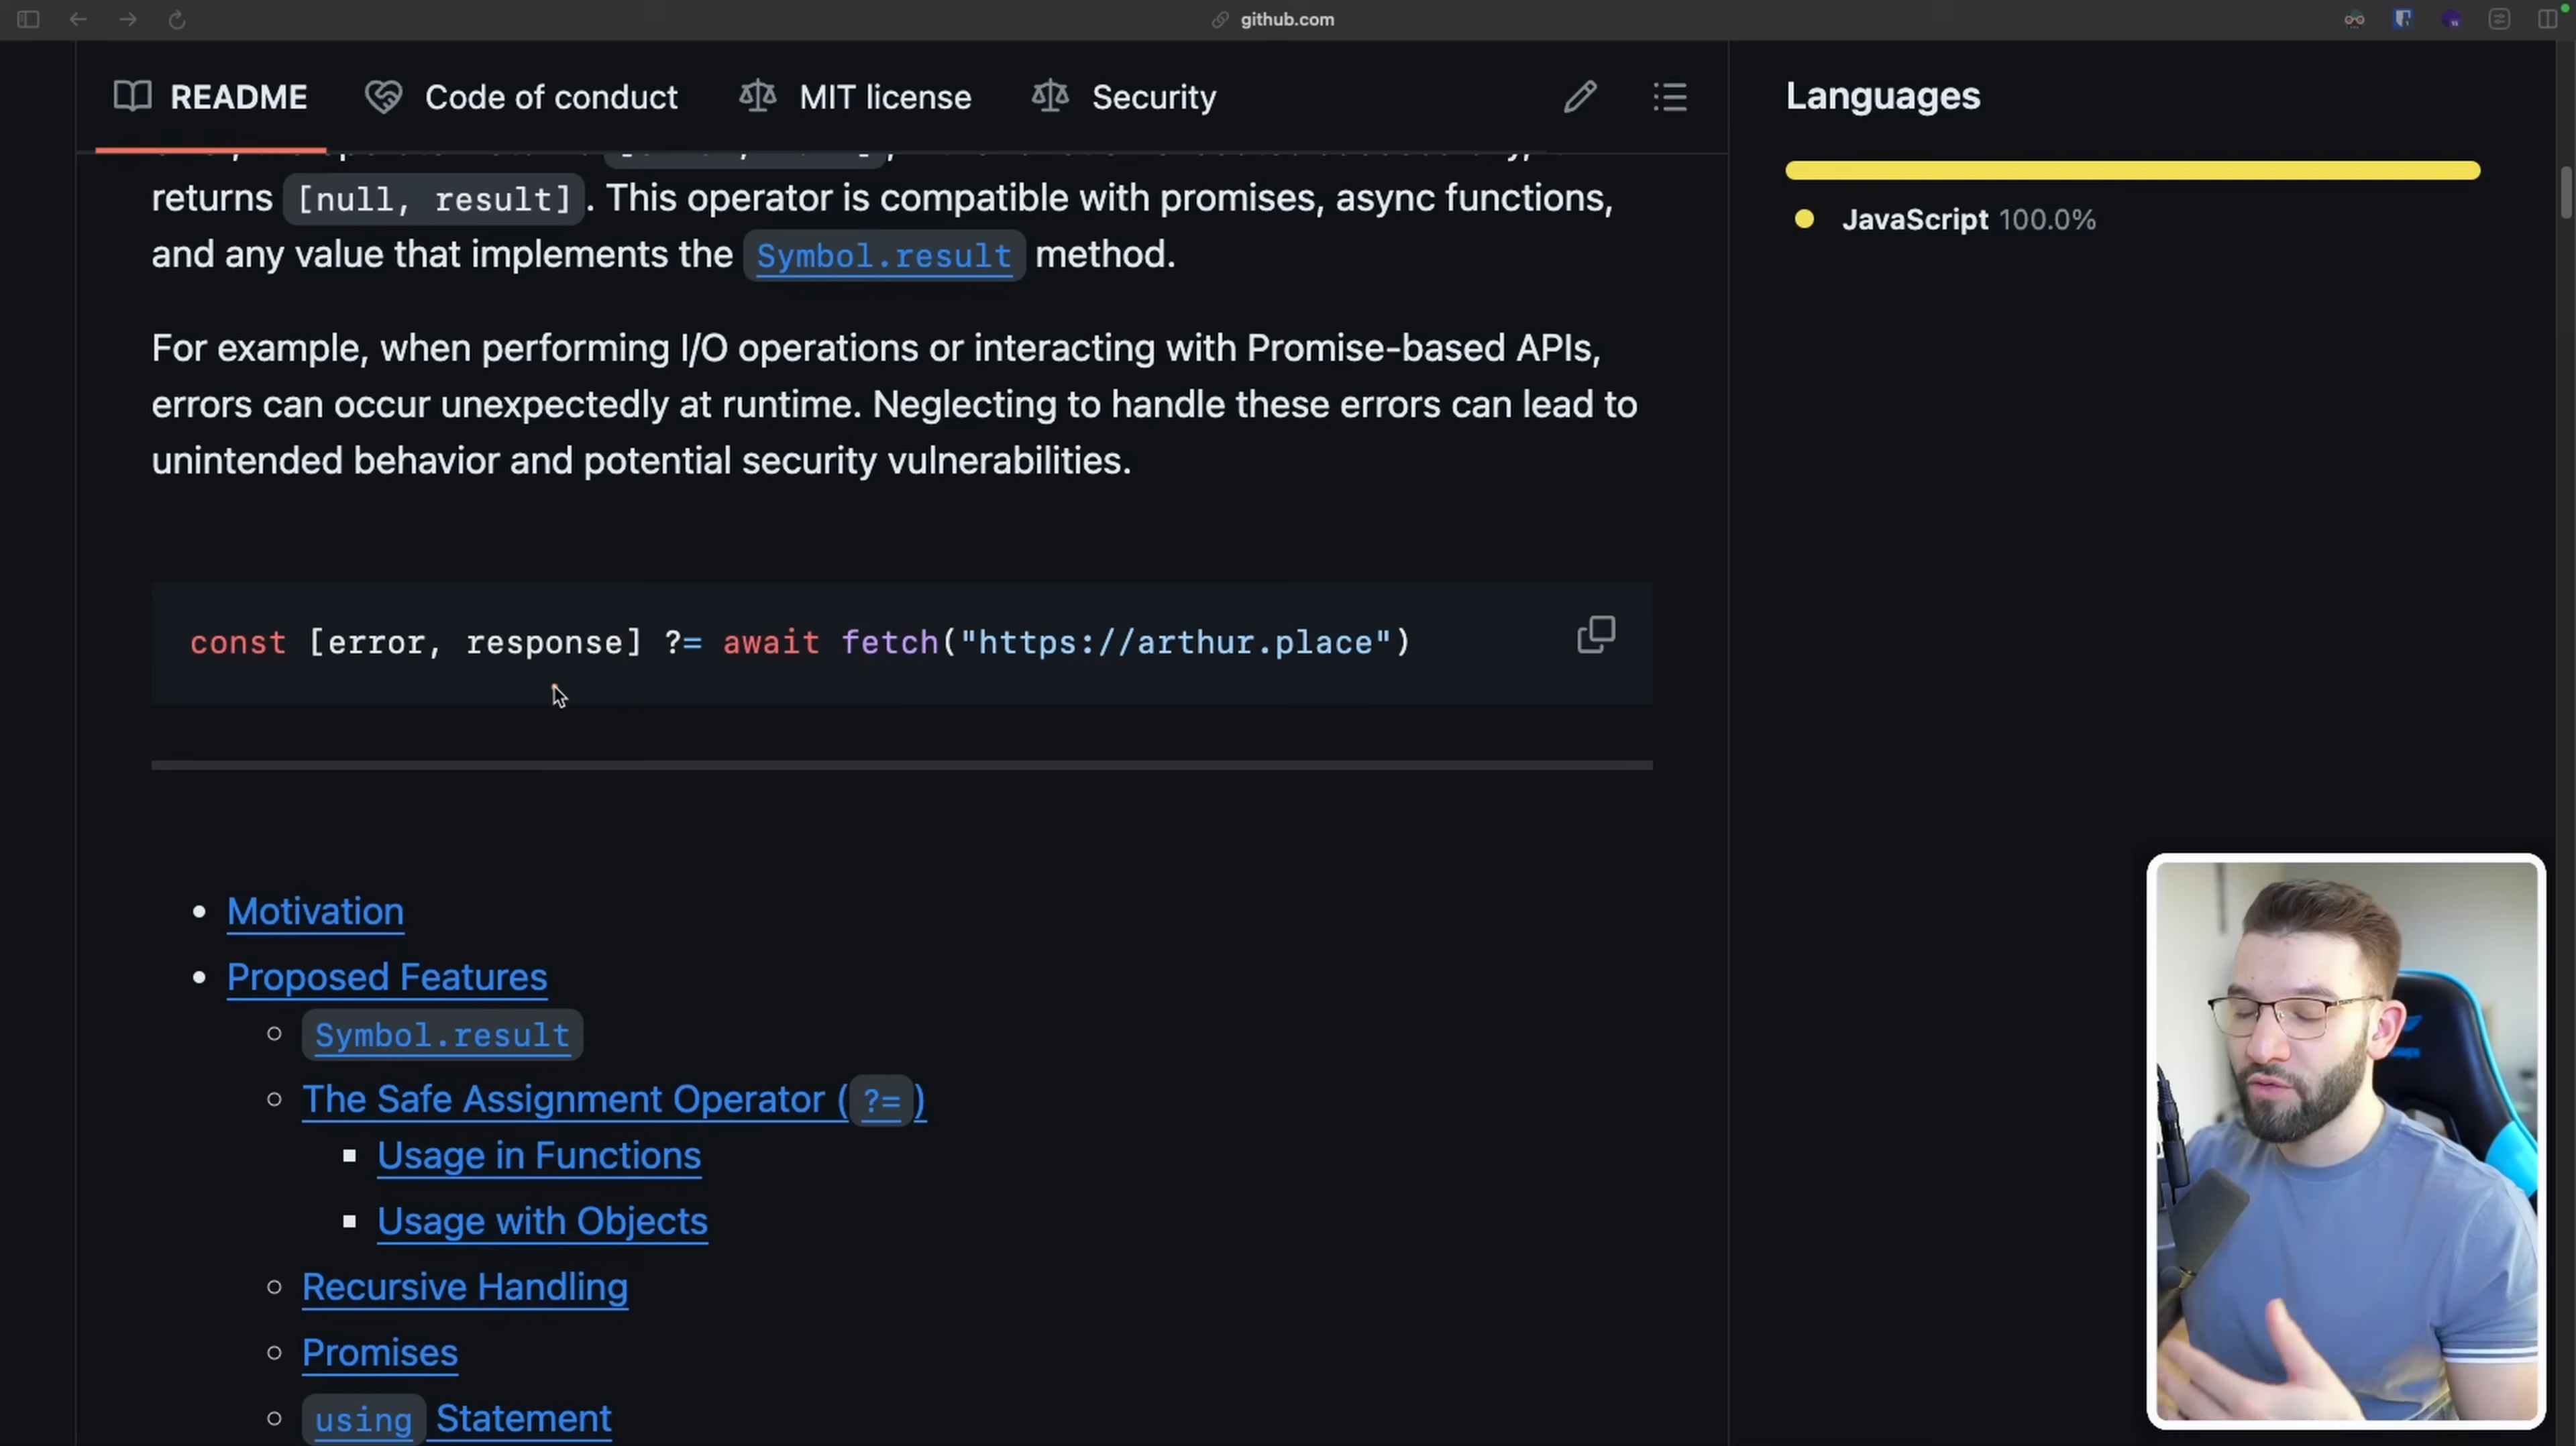 github.com
README Code of conduct MIT license Security
returns [null, result]. This operator is compatible with promises, async functions,
and any value that implements the Symbol.result method.
For example, when performing I/O operations or interacting with Promise-based APIs,
errors can occur unexpectedly at runtime. Neglecting to handle these errors can lead to
unintended behavior and potential security vulnerabilities.
const [error, response] ?= await fetch("https://arthur.place")
Motivation
Proposed Features
Symbol.result
The Safe Assignment Operator (?=)
Usage in Functions
Usage with Objects
Recursive Handling
Promises
using Statement
Languages
JavaScript 100.0%